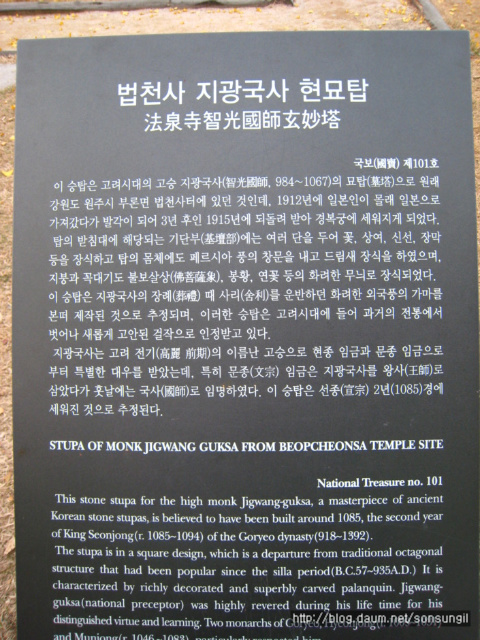 법천사 지광국사 현묘탑
法泉寺智光國師玄妙塔
국보(國寶) 제101호
이 승탑은 고려시대의 고승 지광국사(智光國師, 984~1067)의 묘탑(墓塔)으로 원래
강원도 원주시 부론면 법천사터에 있던 것인데, 1912년에 일본인이 몰래 일본으로
가져갔다가 발각이 되어 3년 후인 1915년에 되돌려 받아 경복궁에 세워지게 되었다.
탑의 받침대에 해당되는 기단부(基壇部)에는 여러 단을 두어 꽃, 상여, 신선, 장막
등을 장식하고 탑의 몸체에도 페르시아 풍의 창문을 내고 드림새 장식을 하였으며,
지붕과 꼭대기도 불보살상(佛菩薩象), 봉황, 연꽃 등의 화려한 무늬로 장식되었다.
이 승탑은 지광국사의 장례(葬禮) 때 사리(舍利)를 운반하던 화려한 외국풍의 가마를
본떠 제작된 것으로 추정되며, 이러한 승탑은 고려시대에 들어 과거의 전통에서
벗어나 새롭게 고안된 걸작으로 인정받고 있다.
지광국사는 고려 전기(高麗 前期)의 이름난 고승으로 현종 임금과 문종 임금으로
부터 특별한 대우를 받았는데, 특히 문종(文宗) 임금은 지광국사를 왕사(王師)로
삼았다가 훗날에는 국사(國師)로 임명하였다. 이 승탑은 선종(宣宗) 2년(1085)경에
세워진 것으로 추정된다.
STUPA OF MONK JIGWANG GUKSA FROM BEOPCHEONSA TEMPLE SITE
National Treasure no. 101
This stone stupa for the high monk Jigwang-guksa, a masterpiece of ancient
Korean stone stupas, is believed to have been built around 1085, the second year
of King Seonjong(r. 1085~1094) of the Goryeo dynasty(918~1392).
The stupa is in a square design, which is a departure from traditional octagonal
structure that had been popular since the silla period(B.C.57~935A.D.) It is
characterized by richly decorated and superbly carved palanquin. Jigwang-
guksa(national preceptor) was highly revered during his life time for his
distinguished virtue and learning. Two monarchs of Goryeo,
http://blog.daum.net/sonsungil
and Munjong(r. 1046~1083), particularly respected him